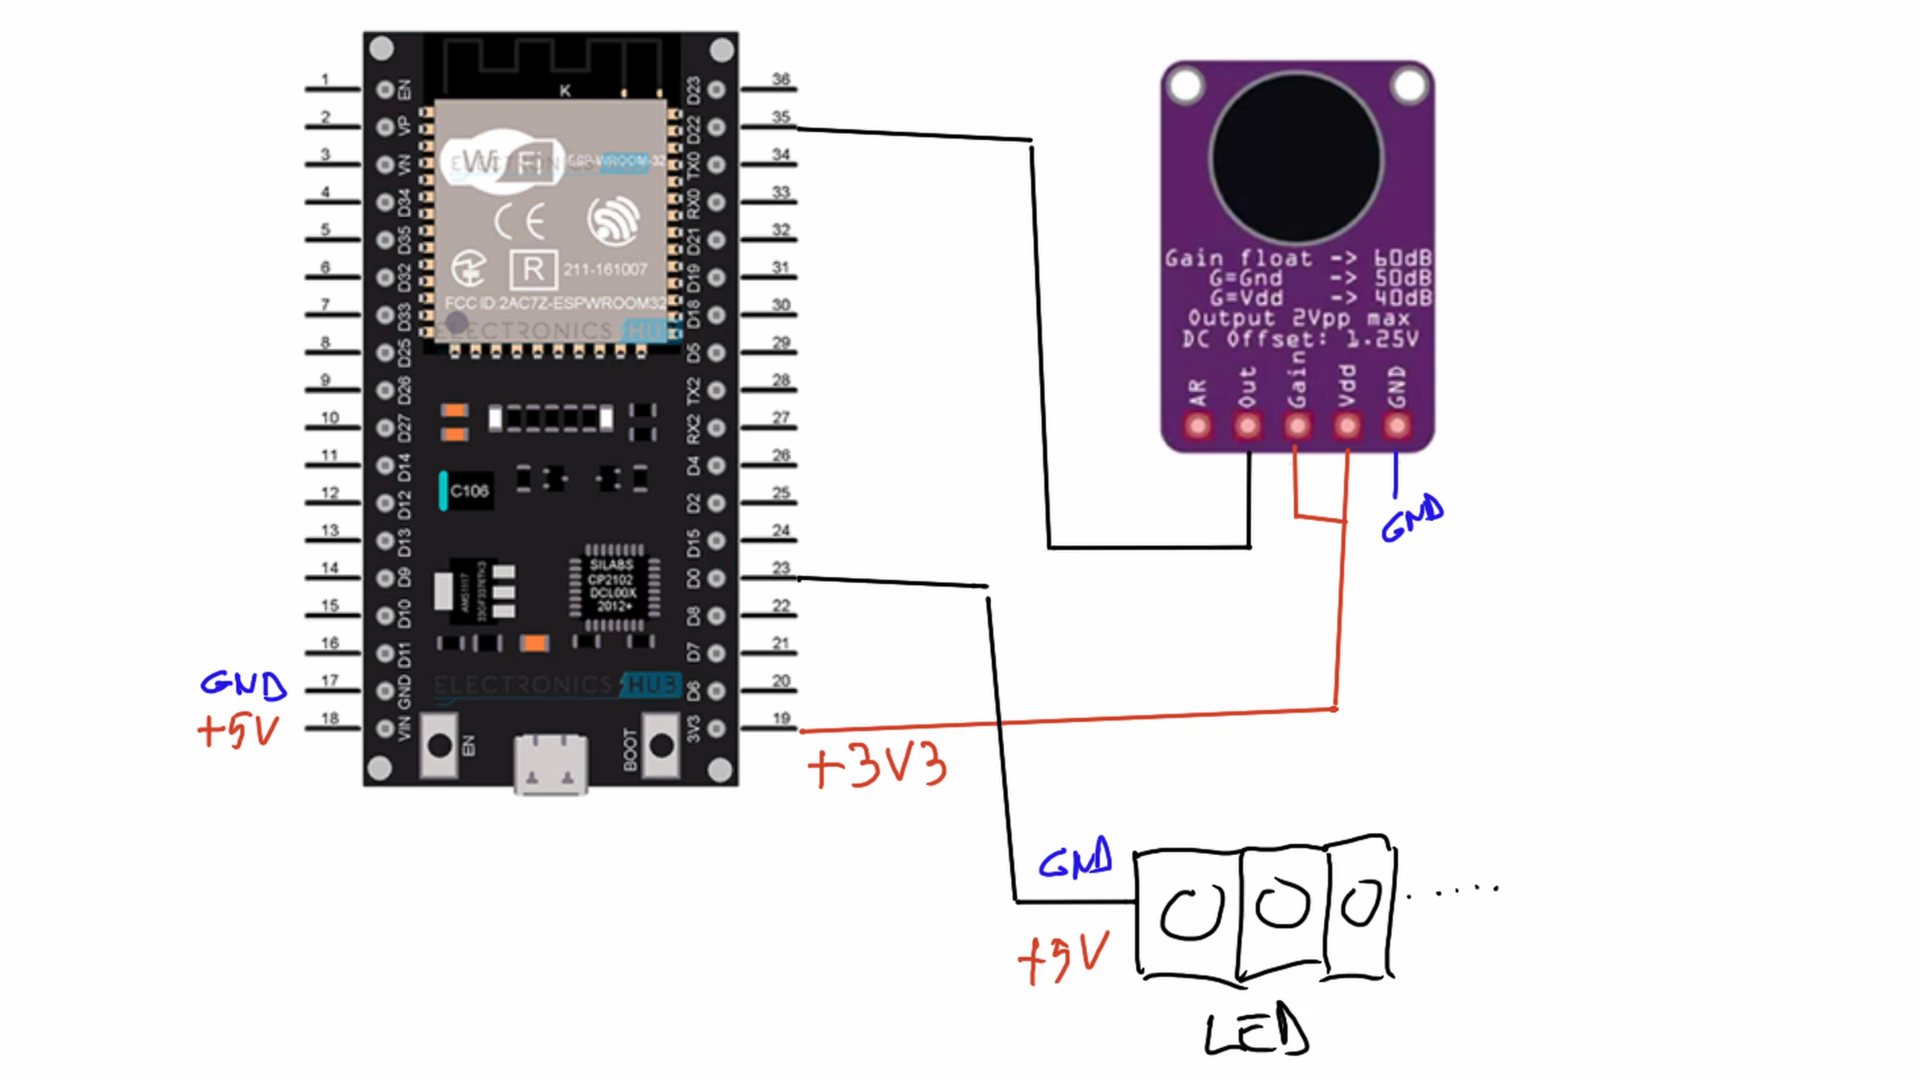 K
1 EN
2 VP
3 VN
4 D34
5 D35
6 D32
7 D33
8 D25
9 D26
10 D27
11 D14
12 D12
13 D13
14 D9
15 D10
16 D11
17 GND
18 VIN
GND
+5V
36 D23
35 D22
34 TX0
33 RX0
32 D21
31 D19
30 D18
29 D5
28 TX2
27 RX2
26 D4
25 D2
24 D15
23 D0
22 D8
21 D7
20 D6
19 3V3
Wi Fi
ESP-WROOM-32
CE
R 211-161007
FCC ID:2AC7Z-ESPWROOM32
ELECTRONICS HUB
C106
SILABS
CP2102
DCL00X
2012+
ELECTRONICS HUB
EN
BOOT
+3V3
Gain float -> 60dB
G=Gnd -> 50dB
G=Vdd -> 40dB
Output 2Vpp max
DC Offset: 1.25V
AR Out Gain Vdd GND
GND
GND
+5V
LED